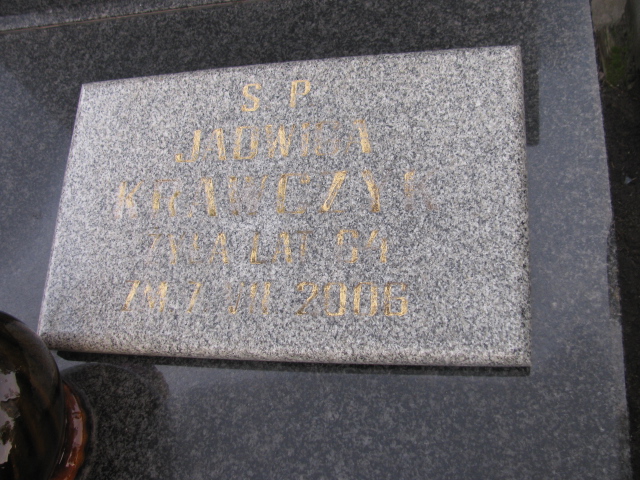 S P
JADWIGA
KRAWCZYK
ŻYŁA LAT 64
ZM. 7 VII 2006